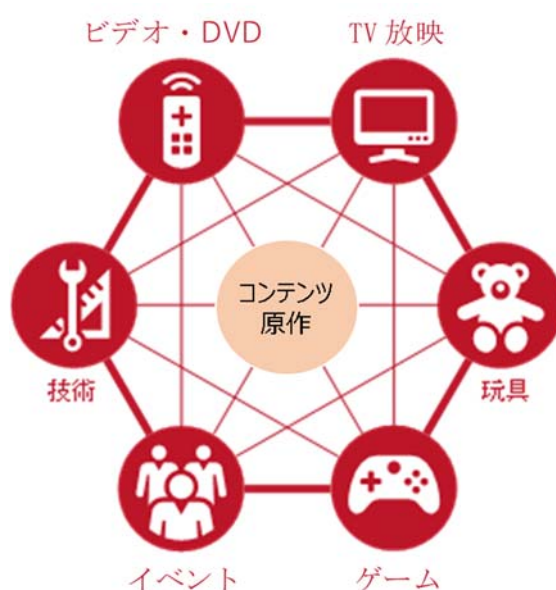 ビデオ・DVD
TV 放映
コンテンツ
原作
技術
玩具
イベント
ゲーム